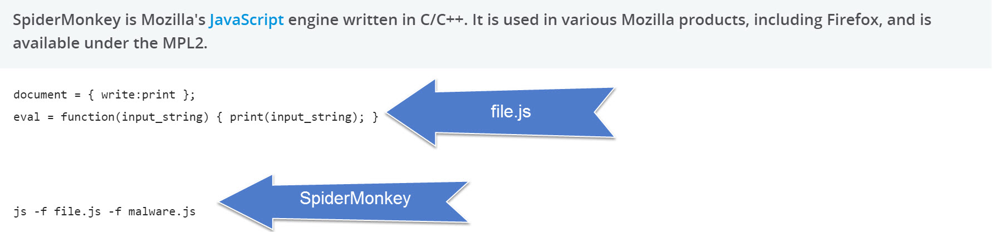 SpiderMonkey is Mozilla's JavaScript engine written in C/C++. It is used in various Mozilla products, including Firefox, and is
available under the MPL2.
document = { write:print };
eval = function(input_string) { print(input_string); }
file.js
SpiderMonkey
js -f file.js -f malware.js